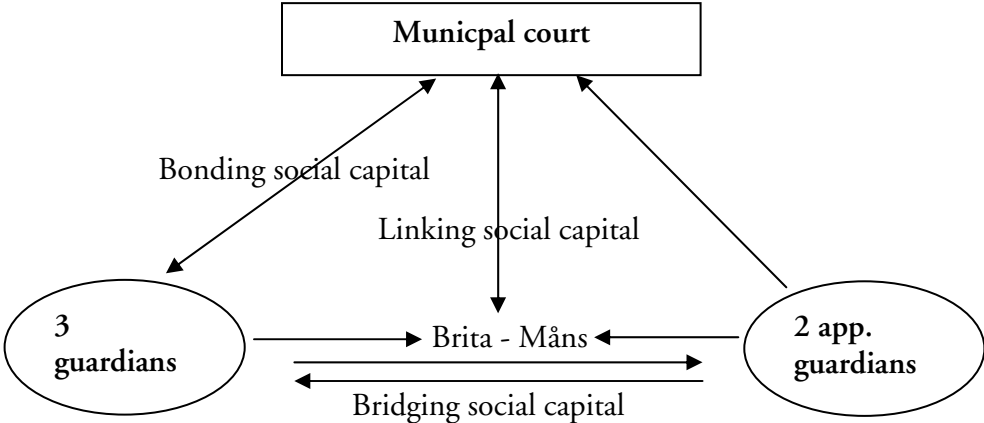 Municpal court
Bonding social capital
Linking social capital
3
guardians
Brita - Måns
2 app.
guardians
Bridging social capital